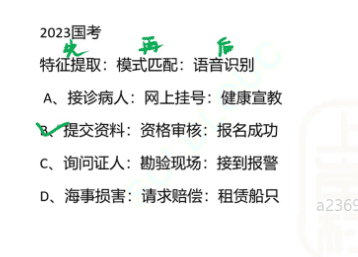 2023国考
先 再 后
特征提取：模式匹配：语音识别
A、接诊病人：网上挂号：健康宣教
B、提交资料：资格审核：报名成功
C、询问证人：勘验现场：接到报警
D、海事损害：请求赔偿：租赁船只
a2369